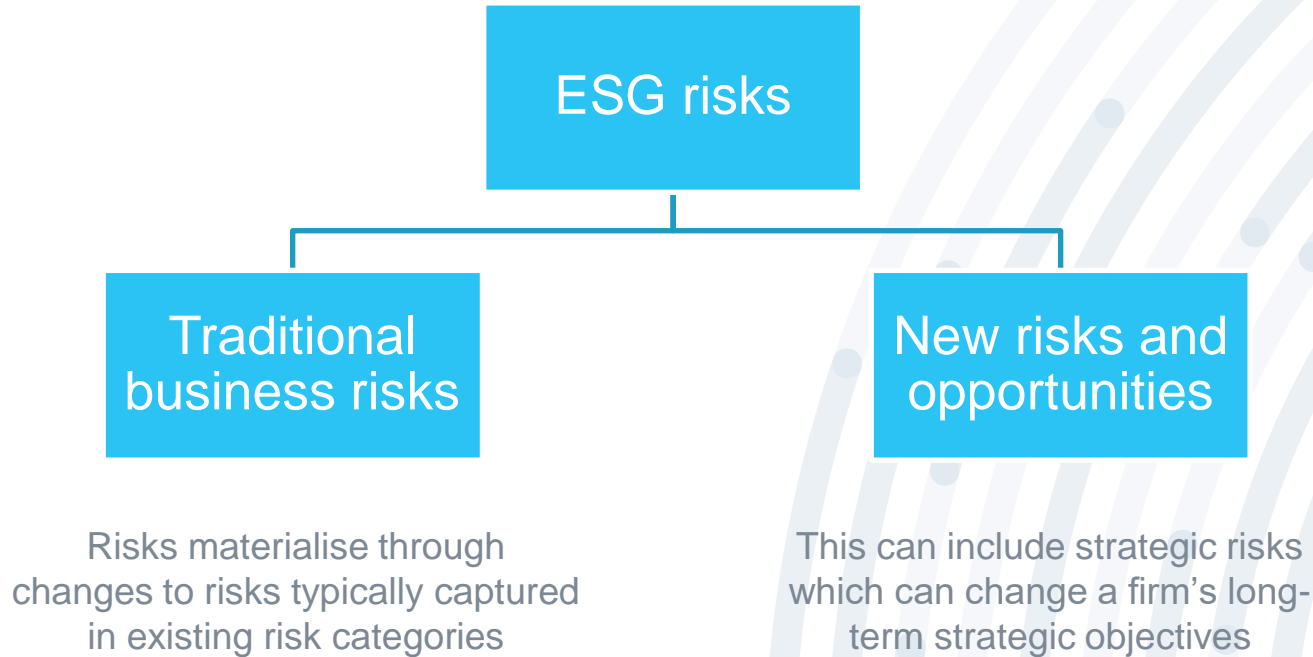 ESG risks
Traditional
business risks
Risks materialise through
changes to risks typically captured
in existing risk categories
New risks and
opportunities
This can include strategic risks
which can change a firm's long-
term strategic objectives